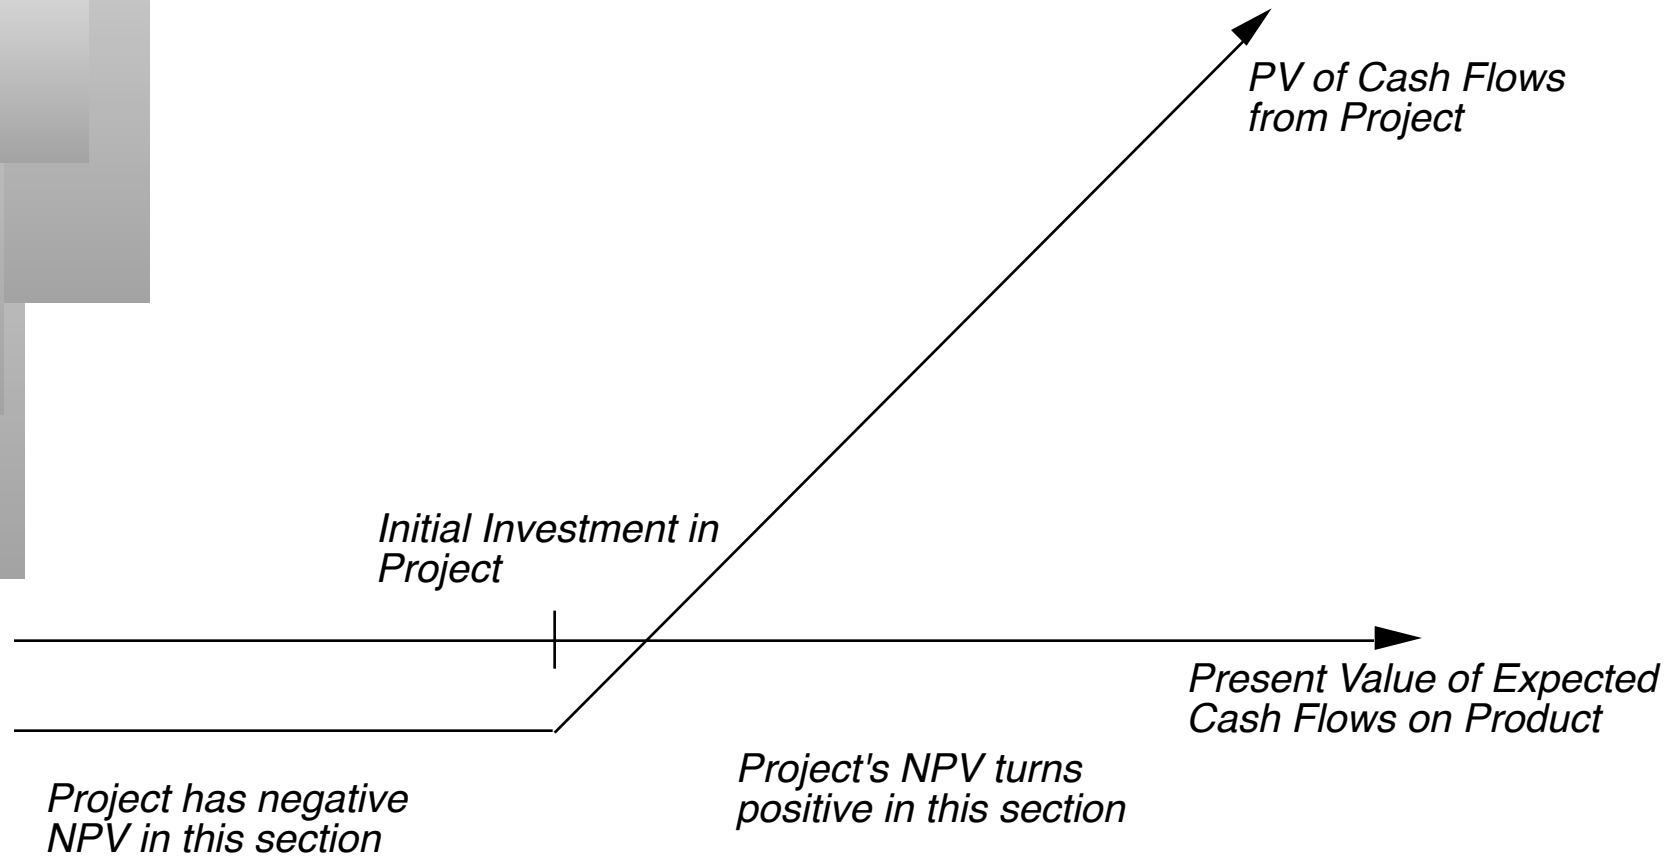 PV of Cash Flows
from Project
Initial Investment in
Project
Present Value of Expected
Cash Flows on Product
Project's NPV turns
positive in this section
Project has negative
NPV in this section